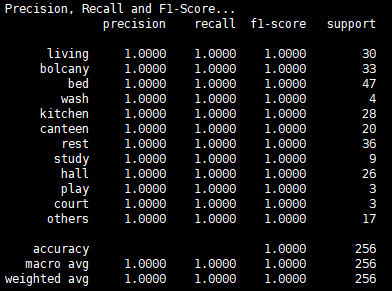 Precision, Recall and F1-Score...
precision recall f1-score support
living 1.0000 1.0000 1.0000 30
bolcany 1.0000 1.0000 1.0000 33
bed 1.0000 1.0000 1.0000 47
wash 1.0000 1.0000 1.0000 4
kitchen 1.0000 1.0000 1.0000 28
canteen 1.0000 1.0000 1.0000 20
rest 1.0000 1.0000 1.0000 36
study 1.0000 1.0000 1.0000 9
hall 1.0000 1.0000 1.0000 26
play 1.0000 1.0000 1.0000 3
court 1.0000 1.0000 1.0000 3
others 1.0000 1.0000 1.0000 17
accuracy 1.0000 256
macro avg 1.0000 1.0000 1.0000 256
weighted avg 1.0000 1.0000 1.0000 256